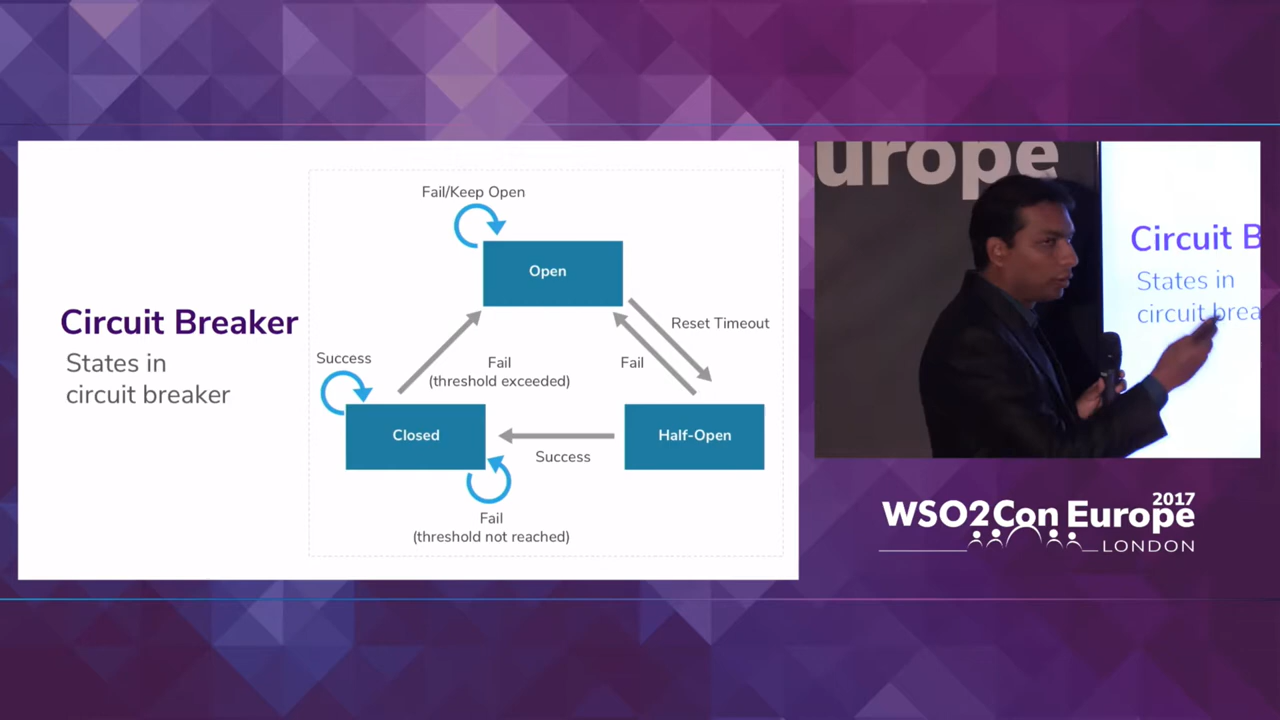 Circuit Breaker
States in
circuit breaker
Fail/Keep Open
Open
Reset Timeout
Success
Fail
(threshold exceeded)
Fail
Closed
Half-Open
Success
Fail
(threshold not reached)
urope
Circuit B
States in
circuit brea
2017
WSO2Con Europe
LONDON